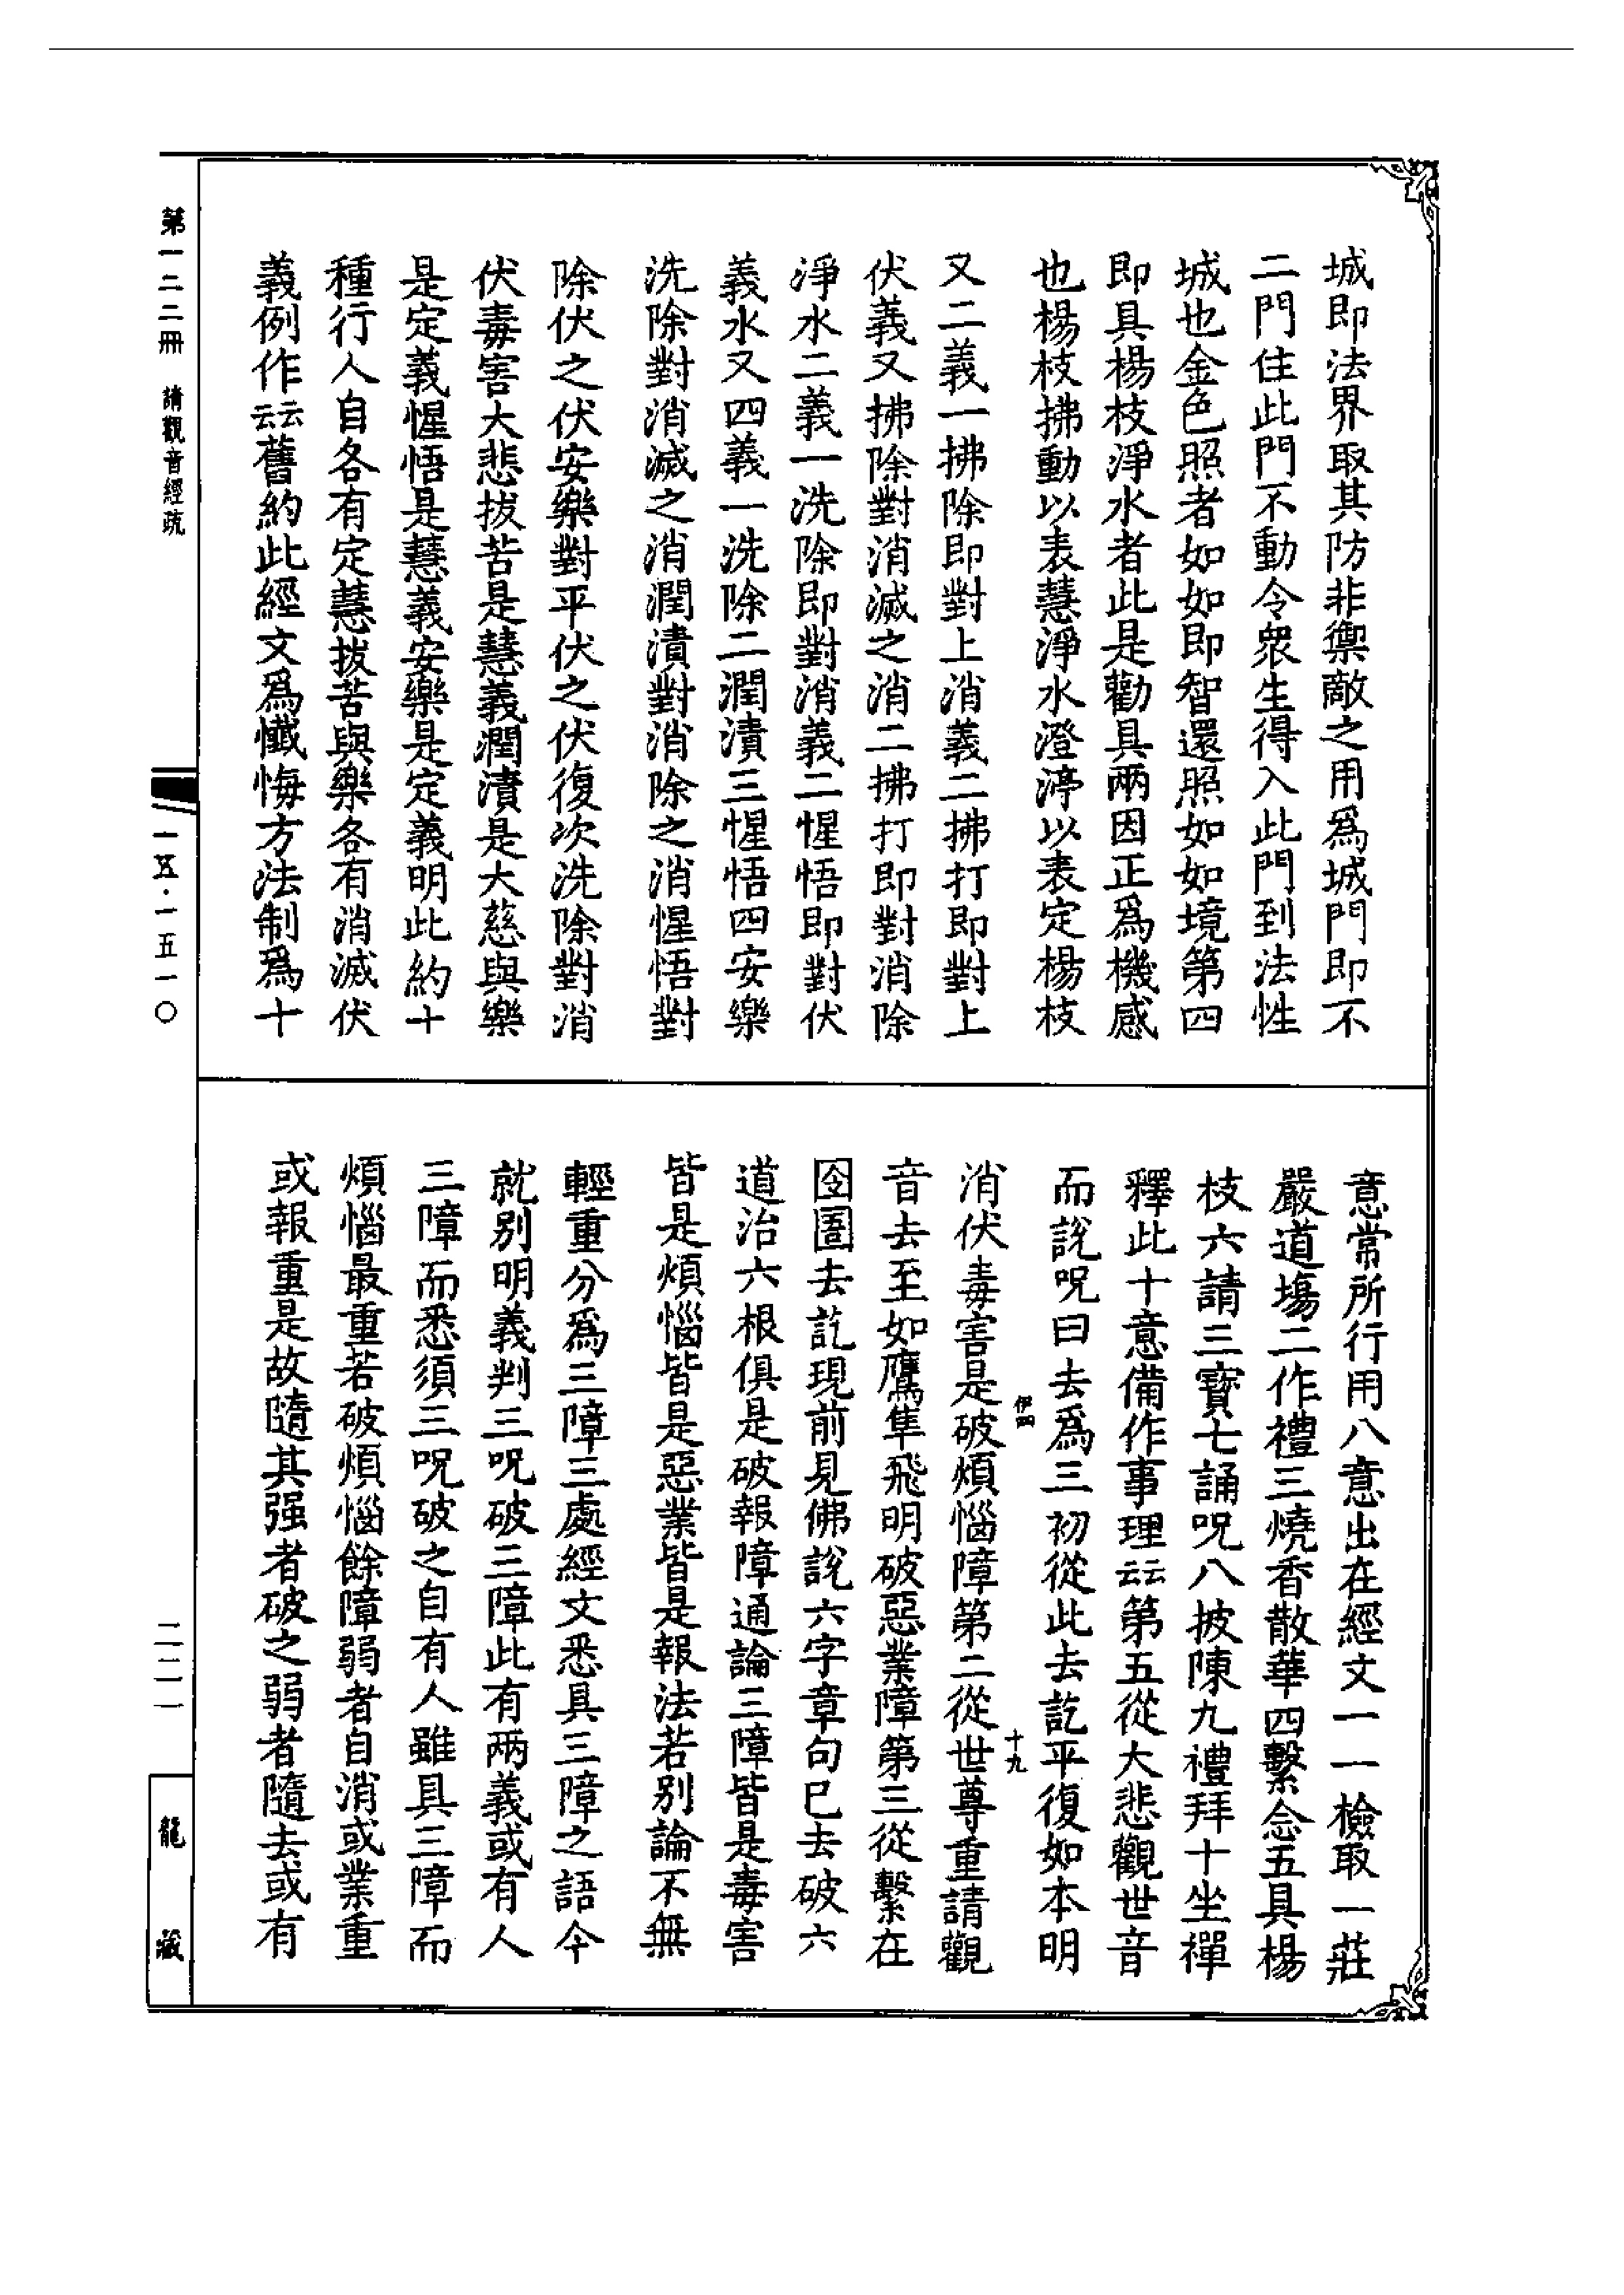 城即法界取其防非禦敵之用爲城門即不
二門住此門不動令衆生得入此門到法性
城也金色照者如如即智還照如如境第四
即具楊枝淨水者此是勸具兩因正爲機感
也楊枝拂動以表慧淨水澄渟以表定楊枝
又二義一拂除即對上消義二拂打即對上
伏義又拂除對消滅之消二拂打即對消除
淨水二義一洗除即對消義二惺悟即對伏
義水又四義一洗除二潤漬三惺悟四安樂
洗除對消滅之消潤漬對消除之消惺悟對
除伏之伏安樂對平伏之伏復次洗除對消
伏毒害大悲拔苦是慧義潤漬是大慈與樂
是定義惺悟是慧義安樂是定義明此約十
種行人自各有定慧拔苦與樂各有消滅伏
義例作云云舊約此經文爲懺悔方法制爲十
意常所行用八意出在經文一一檢取一莊
嚴道場二作禮三燒香散華四繫念五具楊
枝六請三寶七誦呪八披陳九禮拜十坐禪
釋此十意備作事理云云第五從大悲觀世音
而說呪曰去爲三初從此去訖平復如本明
消伏毒害是破煩惱障第二從世尊重請觀
音去至如鷹隼飛明破惡業障第三從繫在
囹圄去訖現前見佛說六字章句巳去破六
道治六根俱是破報障通論三障皆是毒害
皆是煩惱皆是惡業皆是報法若別論不無
輕重分爲三障三處經文悉具三障之語今
就別明義判三呪破三障此有兩義或有人
三障而悉須三呪破之自有人雖具三障而
煩惱最重若破煩惱餘障弱者自消或業重
或報重是故隨其强者破之弱者隨去或有
伊四
十九
第一二二冊 請觀音經疏
一五·一五一〇
二二一
龍藏